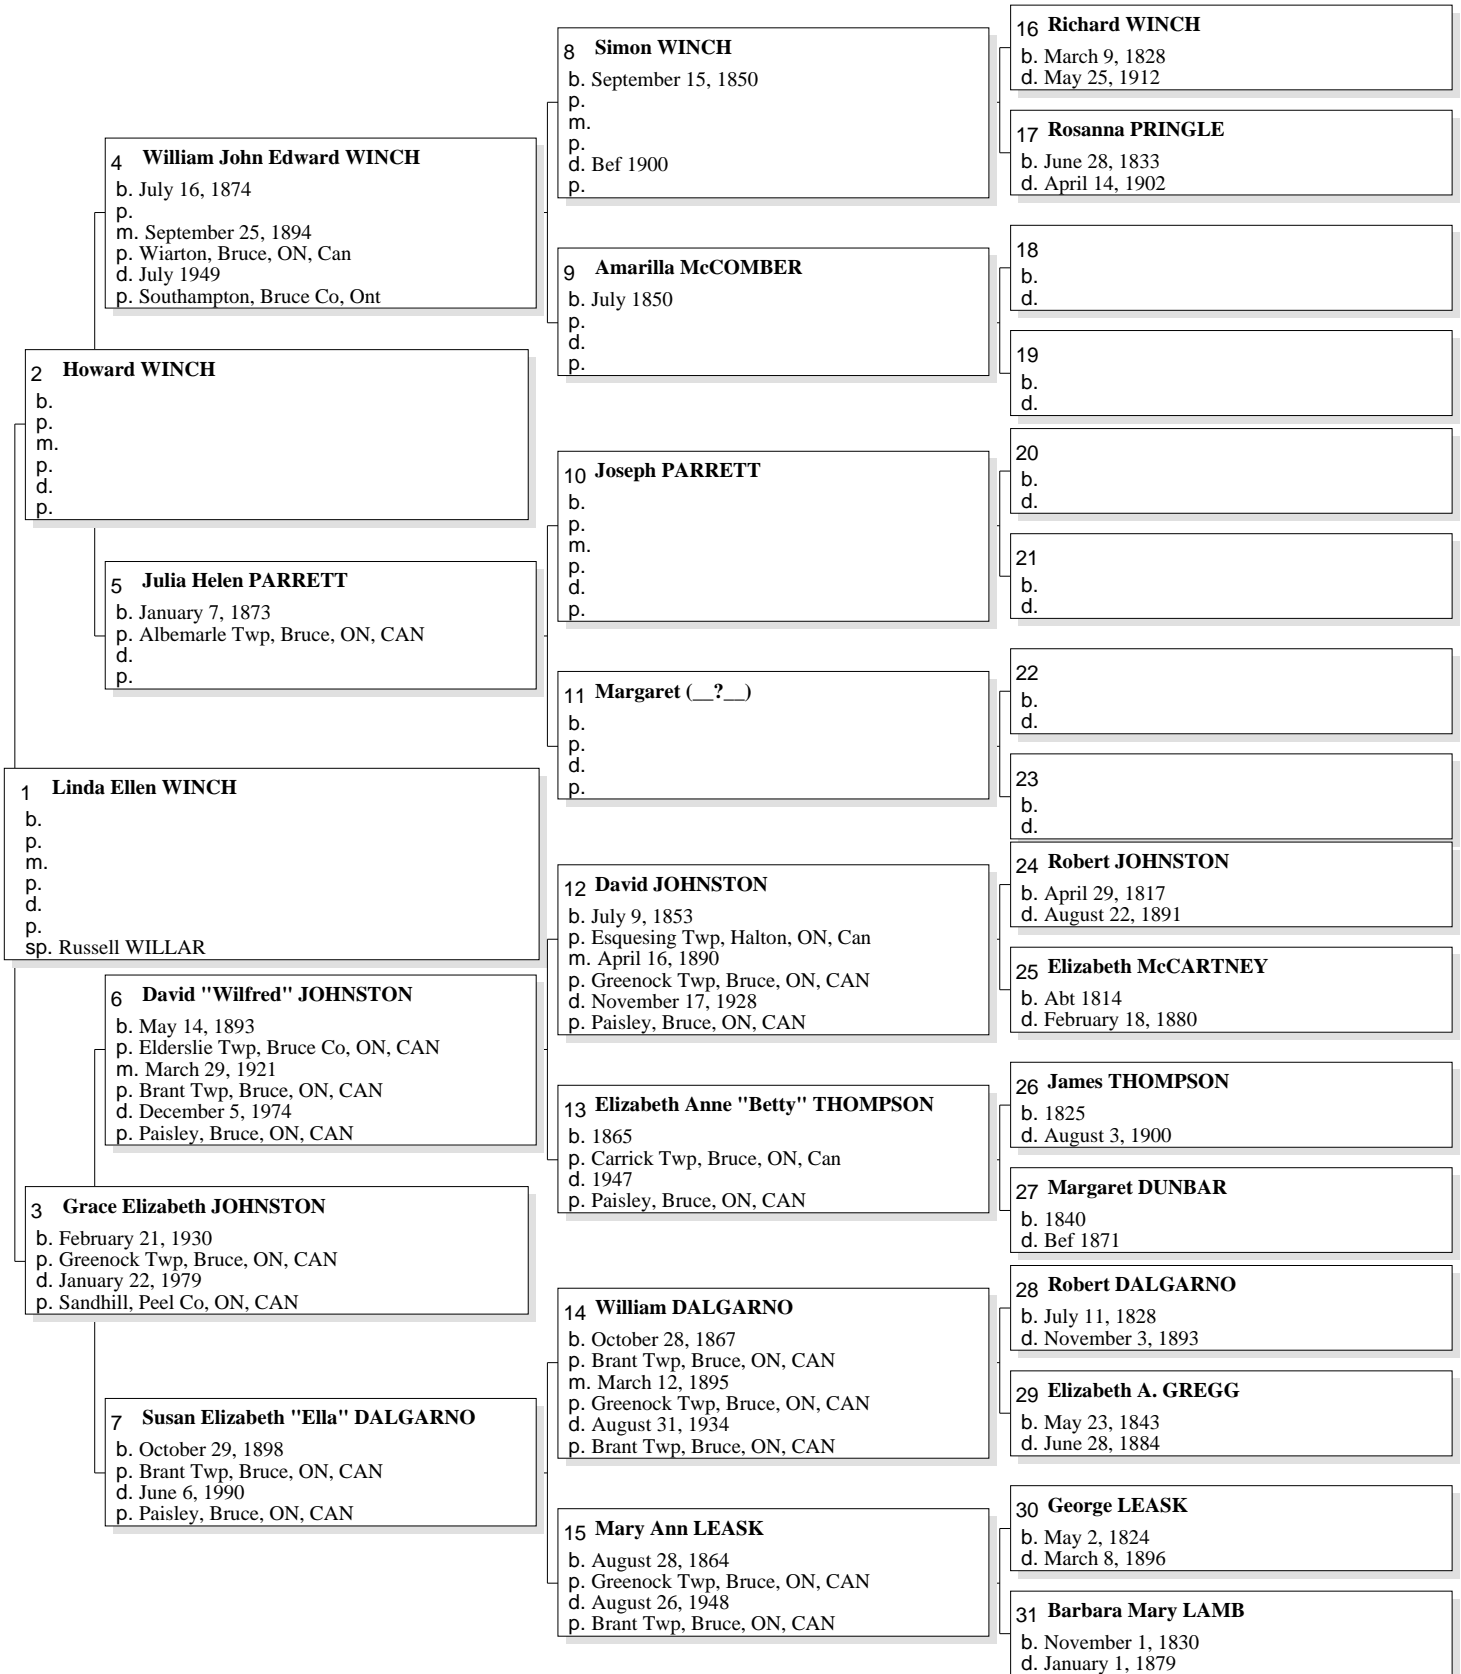 1 Linda Ellen WINCH
b.
p.
m.
p.
d.
p.
sp. Russell WILLAR
2 Howard WINCH
b.
p.
m.
p.
d.
p.
3 Grace Elizabeth JOHNSTON
b. February 21, 1930
p. Greenock Twp, Bruce, ON, CAN
d. January 22, 1979
p. Sandhill, Peel Co, ON, CAN
4 William John Edward WINCH
b. July 16, 1874
p.
m. September 25, 1894
p. Wiarton, Bruce, ON, Can
d. July 1949
p. Southampton, Bruce Co, Ont
5 Julia Helen PARRETT
b. January 7, 1873
p. Albemarle Twp, Bruce, ON, CAN
d.
p.
6 David "Wilfred" JOHNSTON
b. May 14, 1893
p. Elderslie Twp, Bruce Co, ON, CAN
m. March 29, 1921
p. Brant Twp, Bruce, ON, CAN
d. December 5, 1974
p. Paisley, Bruce, ON, CAN
7 Susan Elizabeth "Ella" DALGARNO
b. October 29, 1898
p. Brant Twp, Bruce, ON, CAN
d. June 6, 1990
p. Paisley, Bruce, ON, CAN
8 Simon WINCH
b. September 15, 1850
p.
m.
p.
d. Bef 1900
p.
9 Amarilla McCOMBER
b. July 1850
p.
d.
p.
10 Joseph PARRETT
b.
p.
m.
p.
d.
p.
11 Margaret (__?__)
b.
p.
d.
p.
12 David JOHNSTON
b. July 9, 1853
p. Esquesing Twp, Halton, ON, Can
m. April 16, 1890
p. Greenock Twp, Bruce, ON, CAN
d. November 17, 1928
p. Paisley, Bruce, ON, CAN
13 Elizabeth Anne "Betty" THOMPSON
b. 1865
p. Carrick Twp, Bruce, ON, Can
d. 1947
p. Paisley, Bruce, ON, CAN
14 William DALGARNO
b. October 28, 1867
p. Brant Twp, Bruce, ON, CAN
m. March 12, 1895
p. Greenock Twp, Bruce, ON, CAN
d. August 31, 1934
p. Brant Twp, Bruce, ON, CAN
15 Mary Ann LEASK
b. August 28, 1864
p. Greenock Twp, Bruce, ON, CAN
d. August 26, 1948
p. Brant Twp, Bruce, ON, CAN
16 Richard WINCH
b. March 9, 1828
d. May 25, 1912
17 Rosanna PRINGLE
b. June 28, 1833
d. April 14, 1902
18
b.
d.
19
b.
d.
20
b.
d.
21
b.
d.
22
b.
d.
23
b.
d.
24 Robert JOHNSTON
b. April 29, 1817
d. August 22, 1891
25 Elizabeth McCARTNEY
b. Abt 1814
d. February 18, 1880
26 James THOMPSON
b. 1825
d. August 3, 1900
27 Margaret DUNBAR
b. 1840
d. Bef 1871
28 Robert DALGARNO
b. July 11, 1828
d. November 3, 1893
29 Elizabeth A. GREGG
b. May 23, 1843
d. June 28, 1884
30 George LEASK
b. May 2, 1824
d. March 8, 1896
31 Barbara Mary LAMB
b. November 1, 1830
d. January 1, 1879